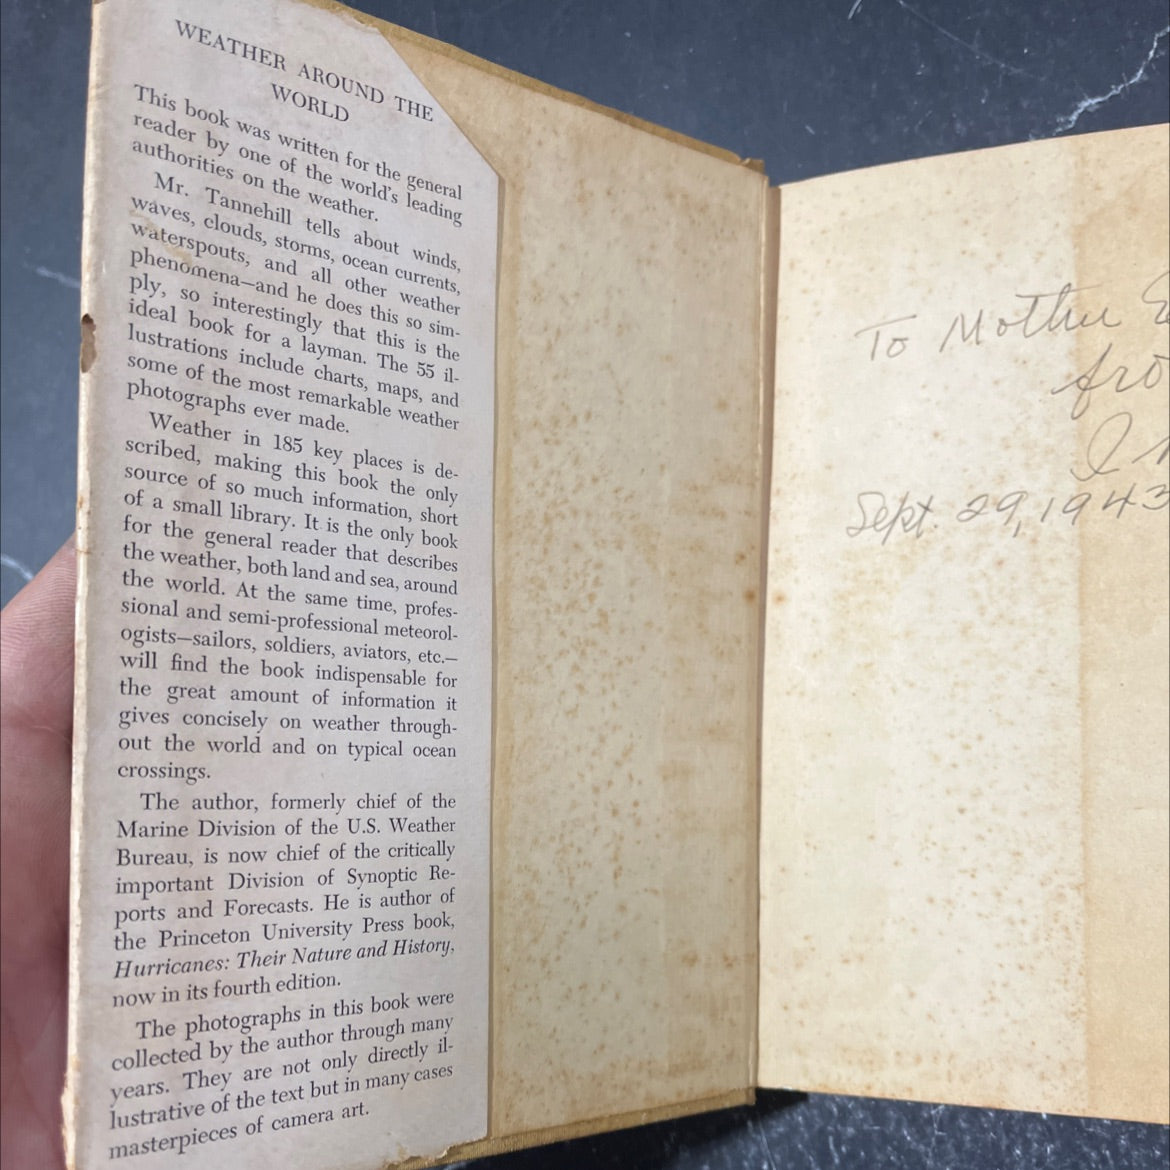 WEATHER AROUND THE
WORLD
This book was written for the general
reader by one of the world's leading
authorities on the weather.
Mr. Tannehill tells about winds,
waves, clouds, storms, ocean currents,
waterspouts, and all other weather
phenomena—and he does this so sim-
ply, so interestingly that this is the
ideal book for a layman. The 55 il-
lustrations include charts, maps, and
some of the most remarkable weather
photographs ever made.
Weather in 185 key places is de-
scribed, making this book the only
source of so much information, short
of a small library. It is the only book
for the general reader that describes
the weather, both land and sea, around
the world. At the same time, profes-
sional and semi-professional meteorol-
ogists—sailors, soldiers, aviators, etc.—
will find the book indispensable for
the great amount of information it
gives concisely on weather through-
out the world and on typical ocean
crossings.
The author, formerly chief of the
Marine Division of the U.S. Weather
Bureau, is now chief of the critically
important Division of Synoptic Re-
ports and Forecasts. He is author of
the Princeton University Press book,
Hurricanes: Their Nature and History,
now in its fourth edition.
The photographs in this book were
collected by the author through many
years. They are not only directly il-
lustrative of the text but in many cases
masterpieces of camera art.
To Mother
fro
Sept. 29, 1943